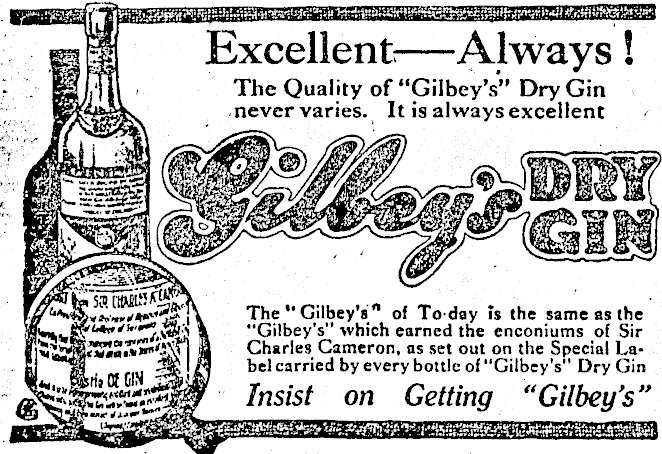 Excellent—Always!
The Quality of "Gilbey's" Dry Gin
never varies. It is always excellent
Gilbey's DRY
GIN
The "Gilbey's" of To-day is the same as the
"Gilbey's" which earned the enconiums of Sir
Charles Cameron, as set out on the Special La-
bel carried by every bottle of "Gilbey's" Dry Gin
Insist on Getting "Gilbey's"
SIR CHARLES A CAM
DE GIN